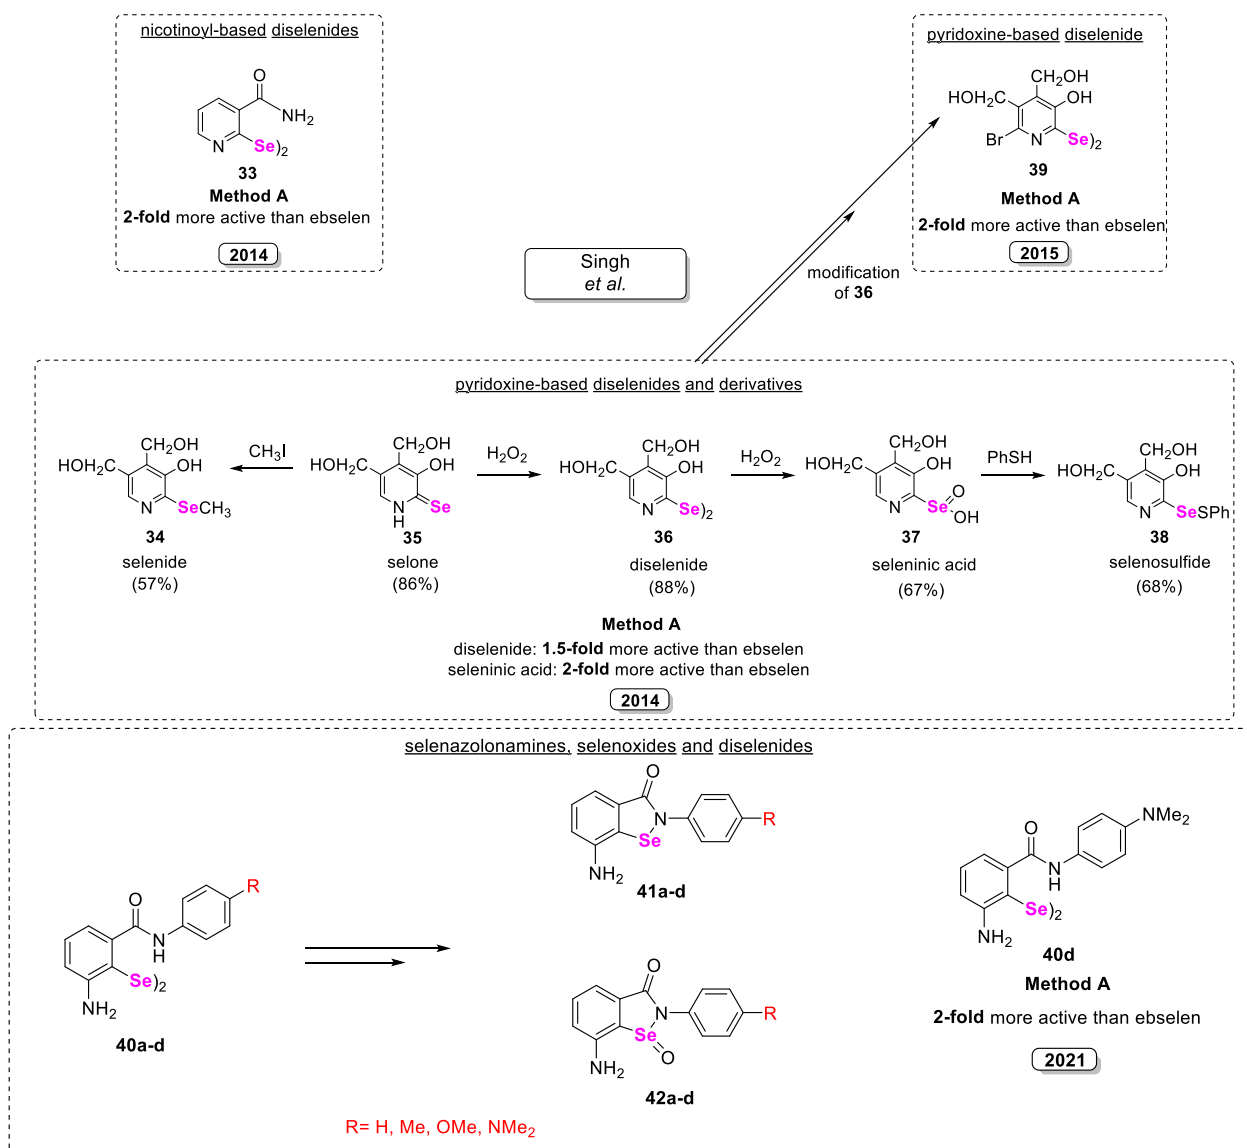 nicotinoyl-based diselenides
O
NH2
N
Se)2
33
Method A
2-fold more active than ebselen
2014
pyridoxine-based diselenide
CH2OH
HOH2C
OH
Br
N
Se)2
39
Method A
2-fold more active than ebselen
2015
Singh
et al.
modification
of 36
pyridoxine-based diselenides and derivatives
CH2OH
HOH2C
OH
N
SeCH3
34
selenide
(57%)
CH3I
CH2OH
HOH2C
OH
N
H
Se
35
selone
(86%)
H2O2
CH2OH
HOH2C
OH
N
Se)2
36
diselenide
(88%)
H2O2
CH2OH
HOH2C
OH
N
Se
O
OH
37
seleninic acid
(67%)
PhSH
CH2OH
HOH2C
OH
N
SeSPh
38
selenosulfide
(68%)
Method A
diselenide: 1.5-fold more active than ebselen
seleninic acid: 2-fold more active than ebselen
2014
selenazolonamines, selenoxides and diselenides
R
O
N
H
Se)2
NH2
40a-d
O
N
R
Se
NH2
41a-d
O
N
R
Se
O
NH2
42a-d
NMe2
O
N
H
Se)2
NH2
40d
Method A
2-fold more active than ebselen
2021
R= H, Me, OMe, NMe2